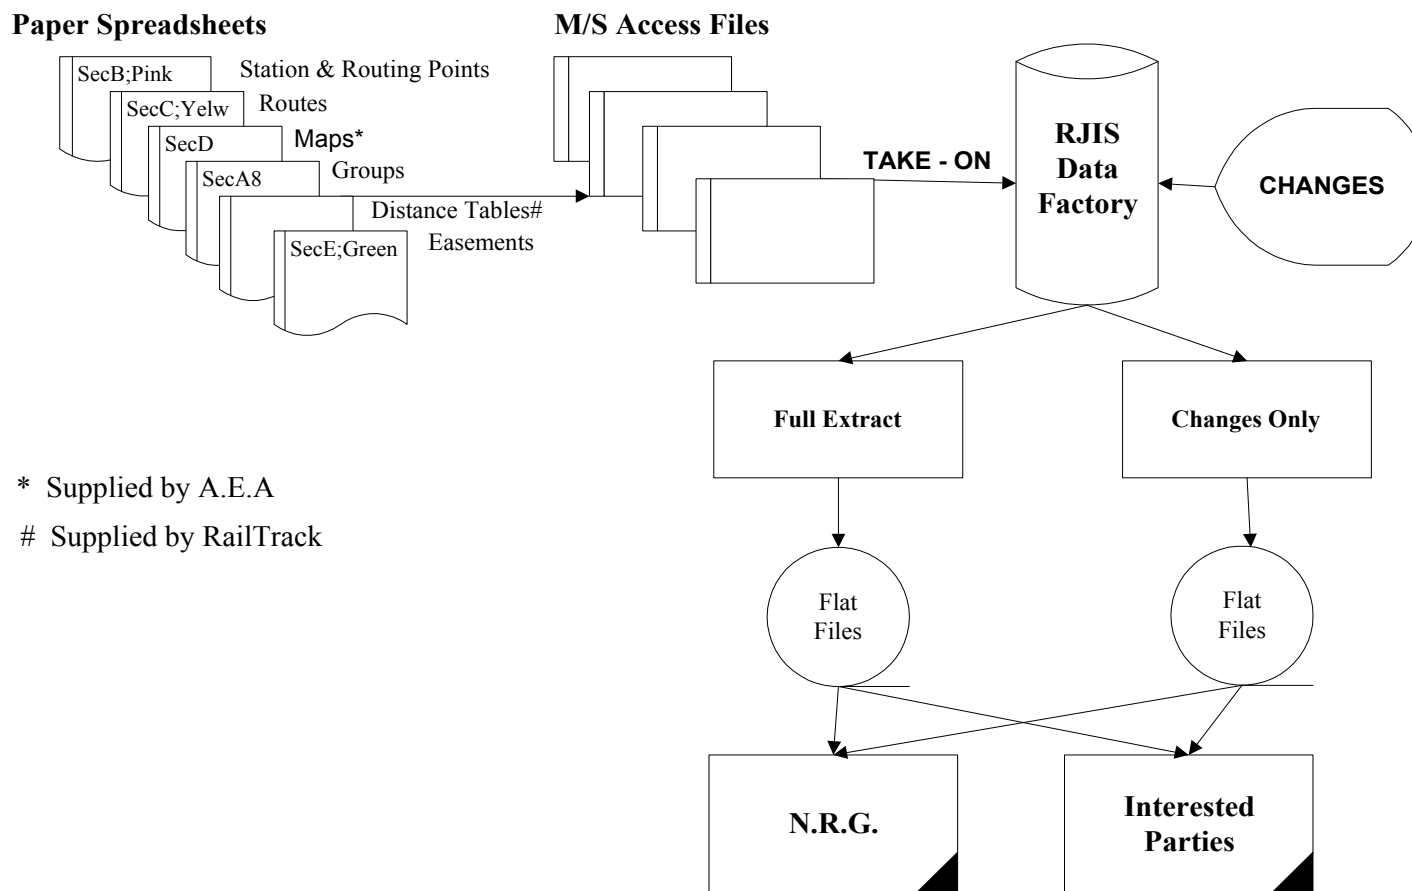 Paper Spreadsheets
M/S Access Files
SecB;Pink
Station & Routing Points
SecC;Yelw
Routes
SecD
Maps*
SecA8
Groups
Distance Tables#
SecE;Green
Easements
TAKE - ON
RJIS
Data
Factory
CHANGES
Full Extract
Changes Only
* Supplied by A.E.A
# Supplied by RailTrack
Flat
Files
Flat
Files
N.R.G.
Interested
Parties